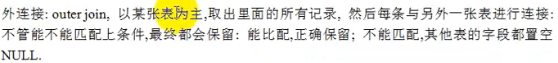 外连接: outer join, 以某张表为主,取出里面的所有记录, 然后每条与另外一张表进行连接:
不管能不能匹配上条件,最终都会保留: 能比配,正确保留; 不能匹配,其他表的字段都置空
NULL.